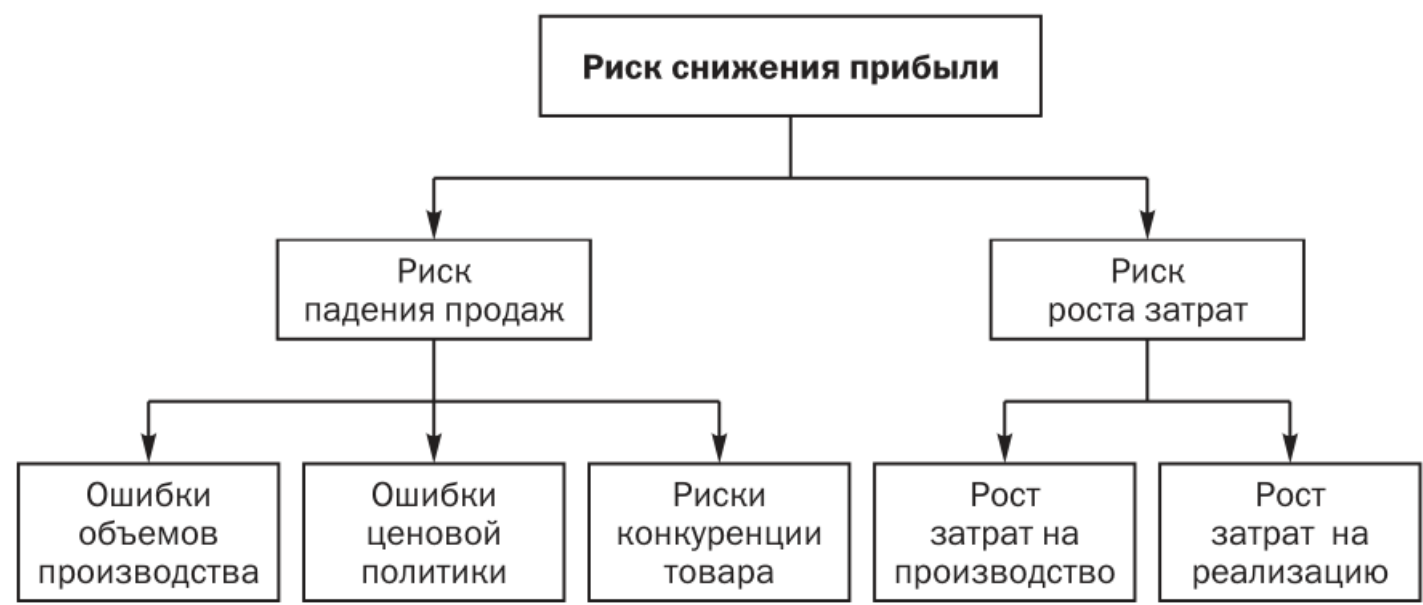 Риск снижения прибыли
Риск
падения продаж
Риск
роста затрат
Ошибки
объемов
производства
Ошибки
ценовой
политики
Риски
конкуренции
товара
Рост
затрат на
производство
Рост
затрат на
реализацию